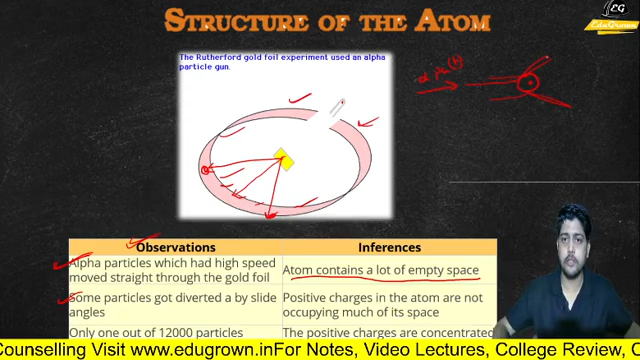 STRUCTURE OF THE ATOM
EG
EduGrown
The Rutherford gold foil experiment used an alpha
particle gun.
Observations
Inferences
Alpha particles which had high speed
moved straight through the gold foil
Atom contains a lot of empty space
Some particles got diverted a by slide
angles
Positive charges in the atom are not
occupying much of its space
Only one out of 12000 particles
The positive charges are concentrated
Counselling Visit www.edugrown.inFor Notes, Video Lectures, College Review, C